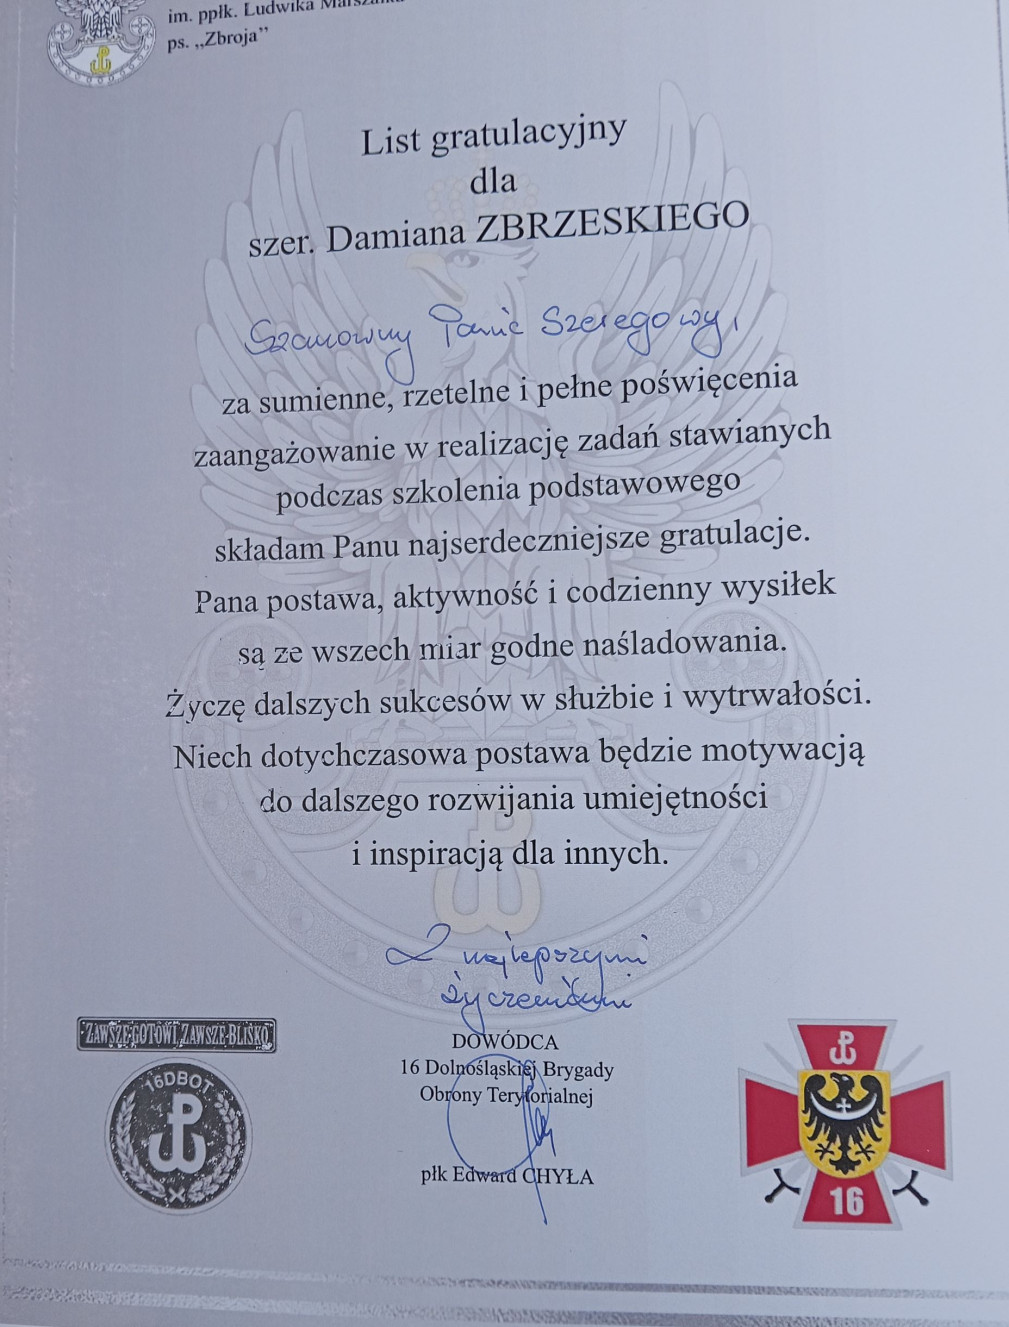 im. ppłk. Ludwika
ps. „Zbroja”
List gratulacyjny
dla
szer. Damiana ZBRZESKIEGO
Szanowny Panie Szeregowy,
za sumienne, rzetelne i pełne poświęcenia
zaangażowanie w realizację zadań stawianych
podczas szkolenia podstawowego
składam Panu najserdeczniejsze gratulacje.
Pana postawa, aktywność i codzienny wysiłek
są ze wszech miar godne naśladowania.
Życzę dalszych sukcesów w służbie i wytrwałości.
Niech dotychczasowa postawa będzie motywacją
do dalszego rozwijania umiejętności
i inspiracją dla innych.
Z najlepszymi
życzeniami
DOWÓDCA
16 Dolnośląskiej Brygady
Obrony Terytorialnej
płk Edward CHYŁA
ZAWSZE GOTOWI, ZAWSZE BLISKO
16DBOT
16